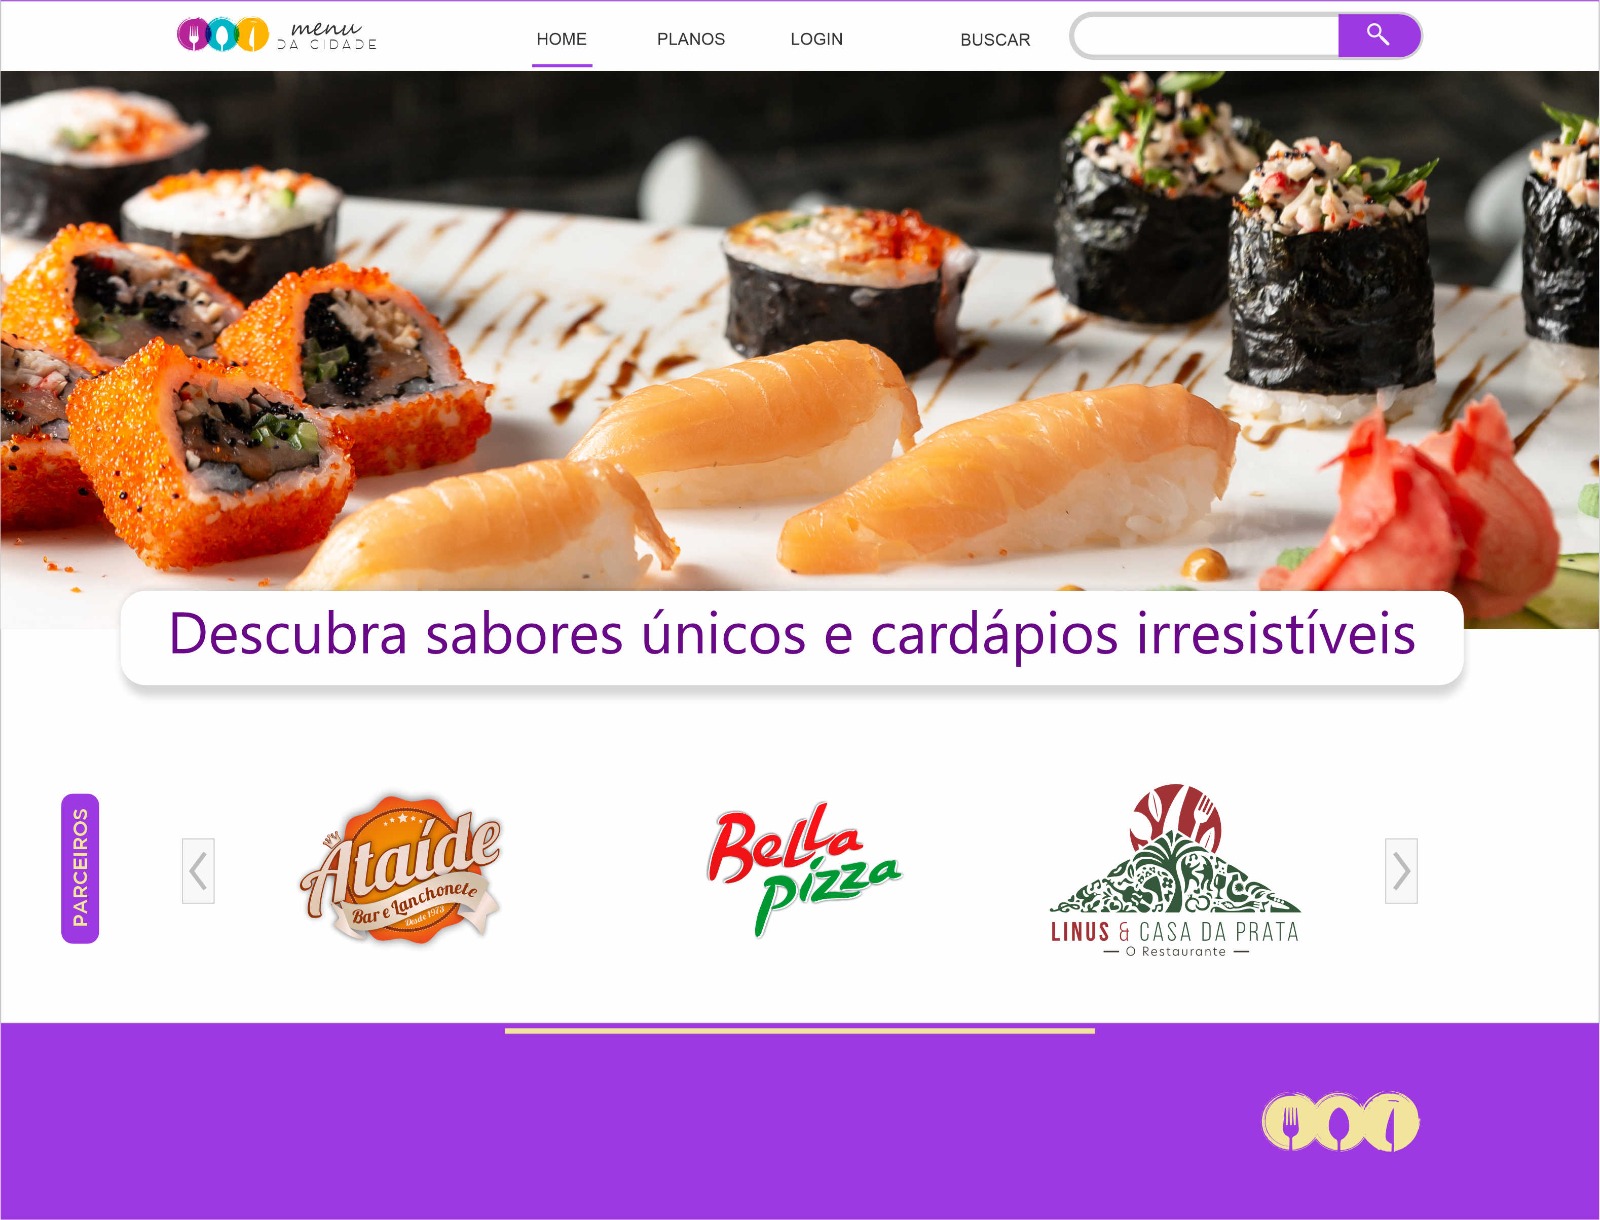 menu
DA CIDADE
HOME
PLANOS
LOGIN
BUSCAR
Descubra sabores únicos e cardápios irresistíveis
PARCEIROS
Ataíde
Bar e Lanchonete
Desde 1973
Bella
pizza
LINUS & CASA DA PRATA
O Restaurante